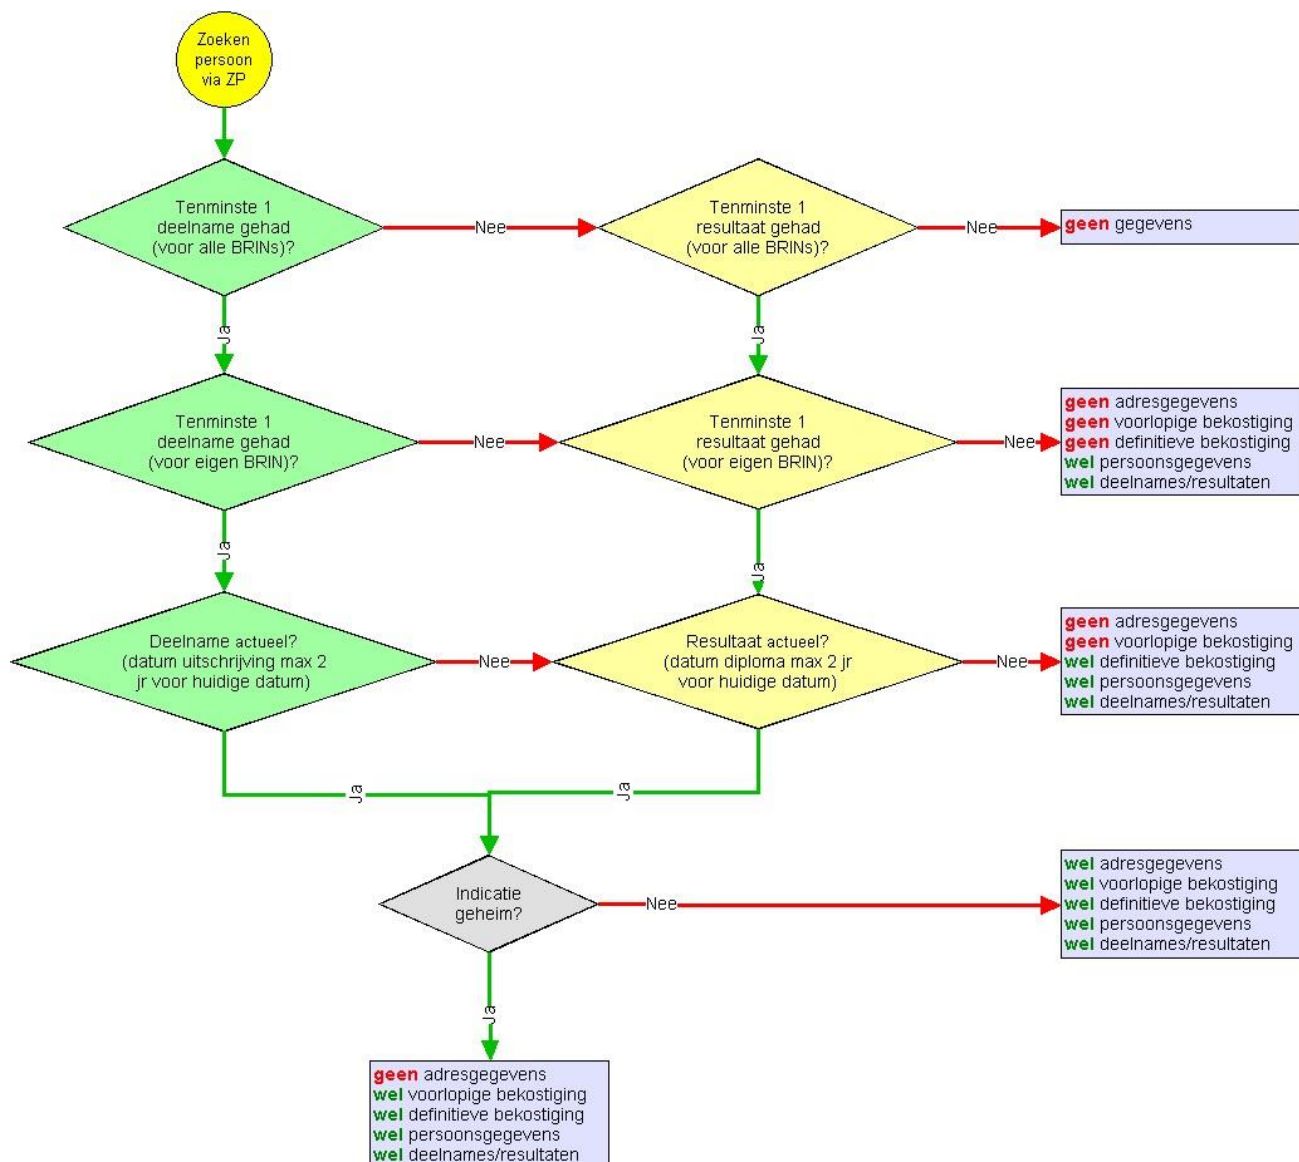 Zoeken
persoon
via ZP
Tenminste 1
deelname gehad
(voor alle BRINs)?
Nee
Tenminste 1
resultaat gehad
(voor alle BRINs)?
Nee
geen gegevens
Ja
Ja
Tenminste 1
deelname gehad
(voor eigen BRIN)?
Nee
Tenminste 1
resultaat gehad
(voor eigen BRIN)?
Nee
geen adresgegevens
geen voorlopige bekostiging
geen definitieve bekostiging
wel persoonsgegevens
wel deelnames/resultaten
Ja
Ja
Deelname actueel?
(datum uitschrijving max 2
jr voor huidige datum)
Nee
Resultaat actueel?
(datum diploma max 2 jr
voor huidige datum)
Nee
geen adresgegevens
geen voorlopige bekostiging
wel definitieve bekostiging
wel persoonsgegevens
wel deelnames/resultaten
Ja
Ja
Indicatie
geheim?
Nee
wel adresgegevens
wel voorlopige bekostiging
wel definitieve bekostiging
wel persoonsgegevens
wel deelnames/resultaten
Ja
geen adresgegevens
wel voorlopige bekostiging
wel definitieve bekostiging
wel persoonsgegevens
wel deelnames/resultaten